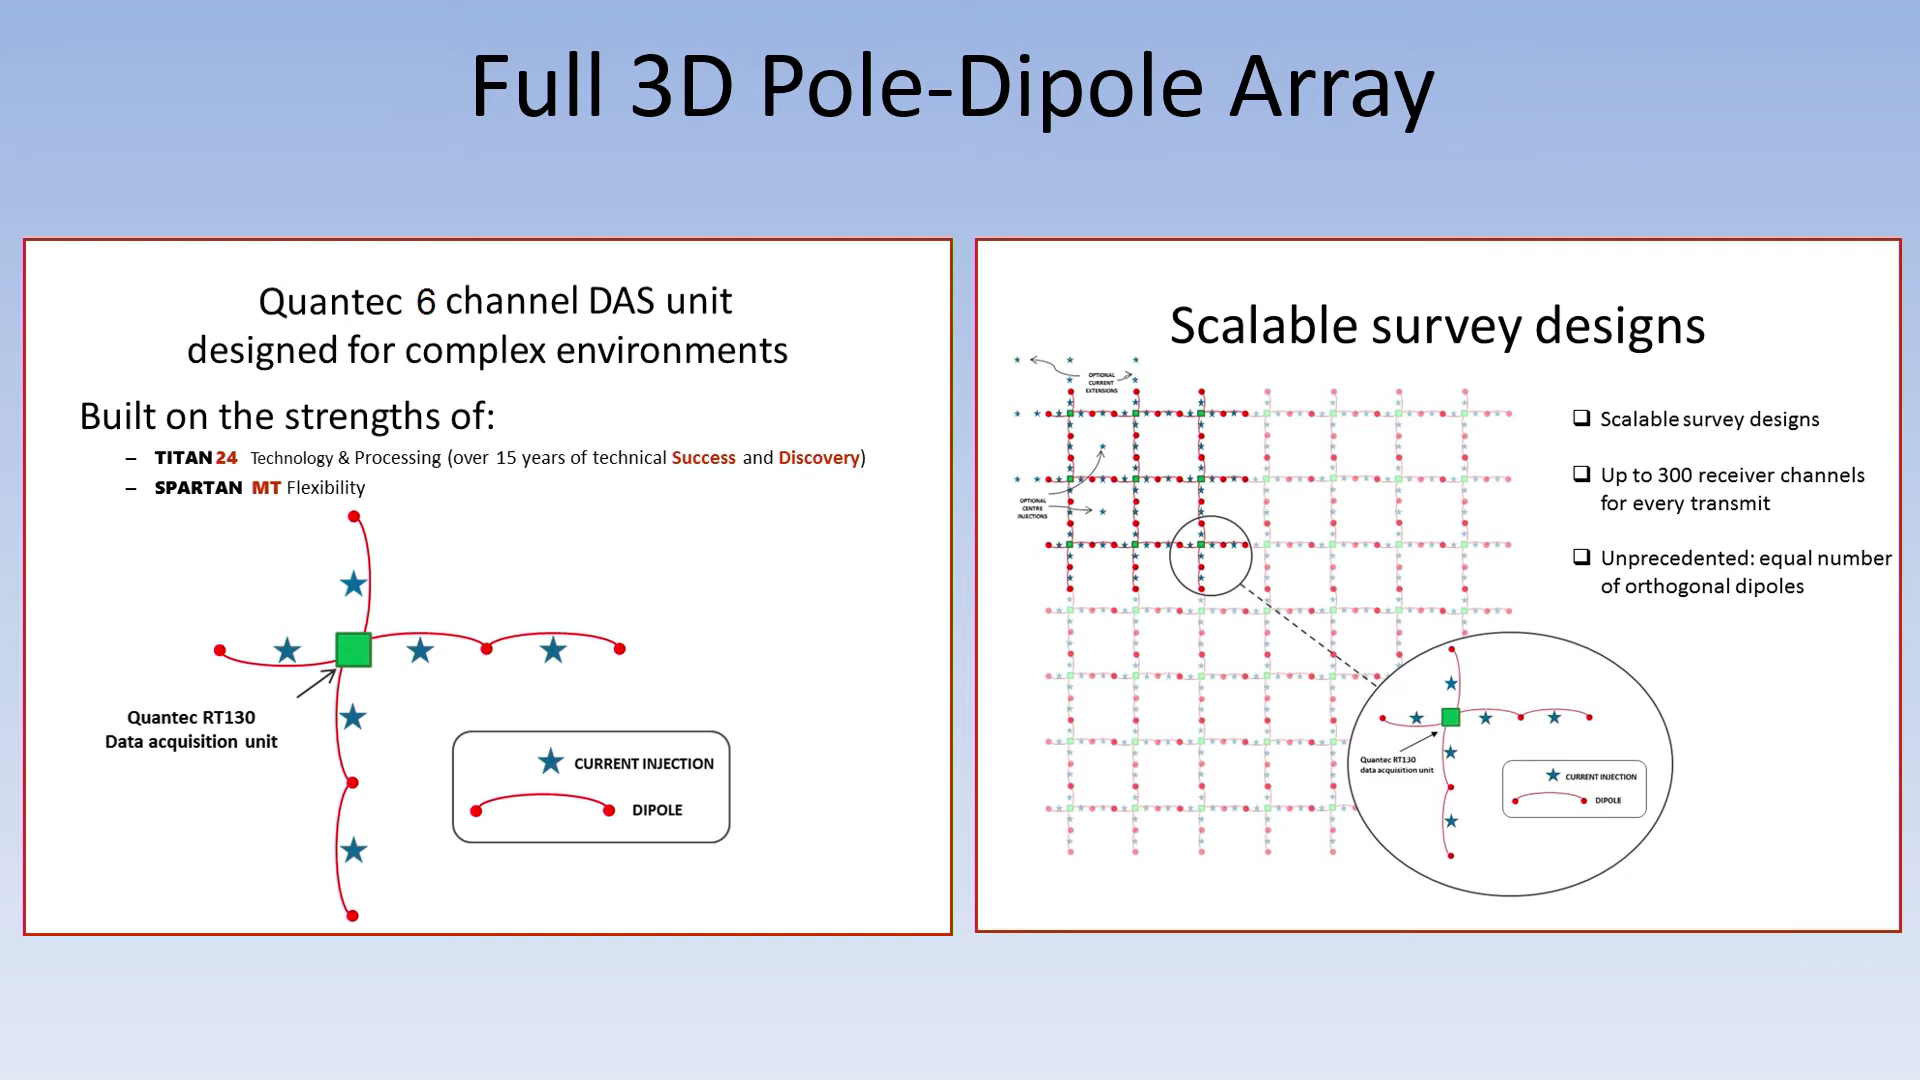 Full 3D Pole-Dipole Array
Quantec 6 channel DAS unit
designed for complex environments
Built on the strengths of:
– TITAN 24 Technology & Processing (over 15 years of technical Success and Discovery)
– SPARTAN MT Flexibility
Quantec RT130
Data acquisition unit
CURRENT INJECTION
DIPOLE
Scalable survey designs
OPTIONAL
CURRENT
EXTENSIONS
OPTIONAL
CENTRE
INJECTIONS
❑ Scalable survey designs
❑ Up to 300 receiver channels
for every transmit
❑ Unprecedented: equal number
of orthogonal dipoles
Quantec RT130
data acquisition unit
CURRENT INJECTION
DIPOLE